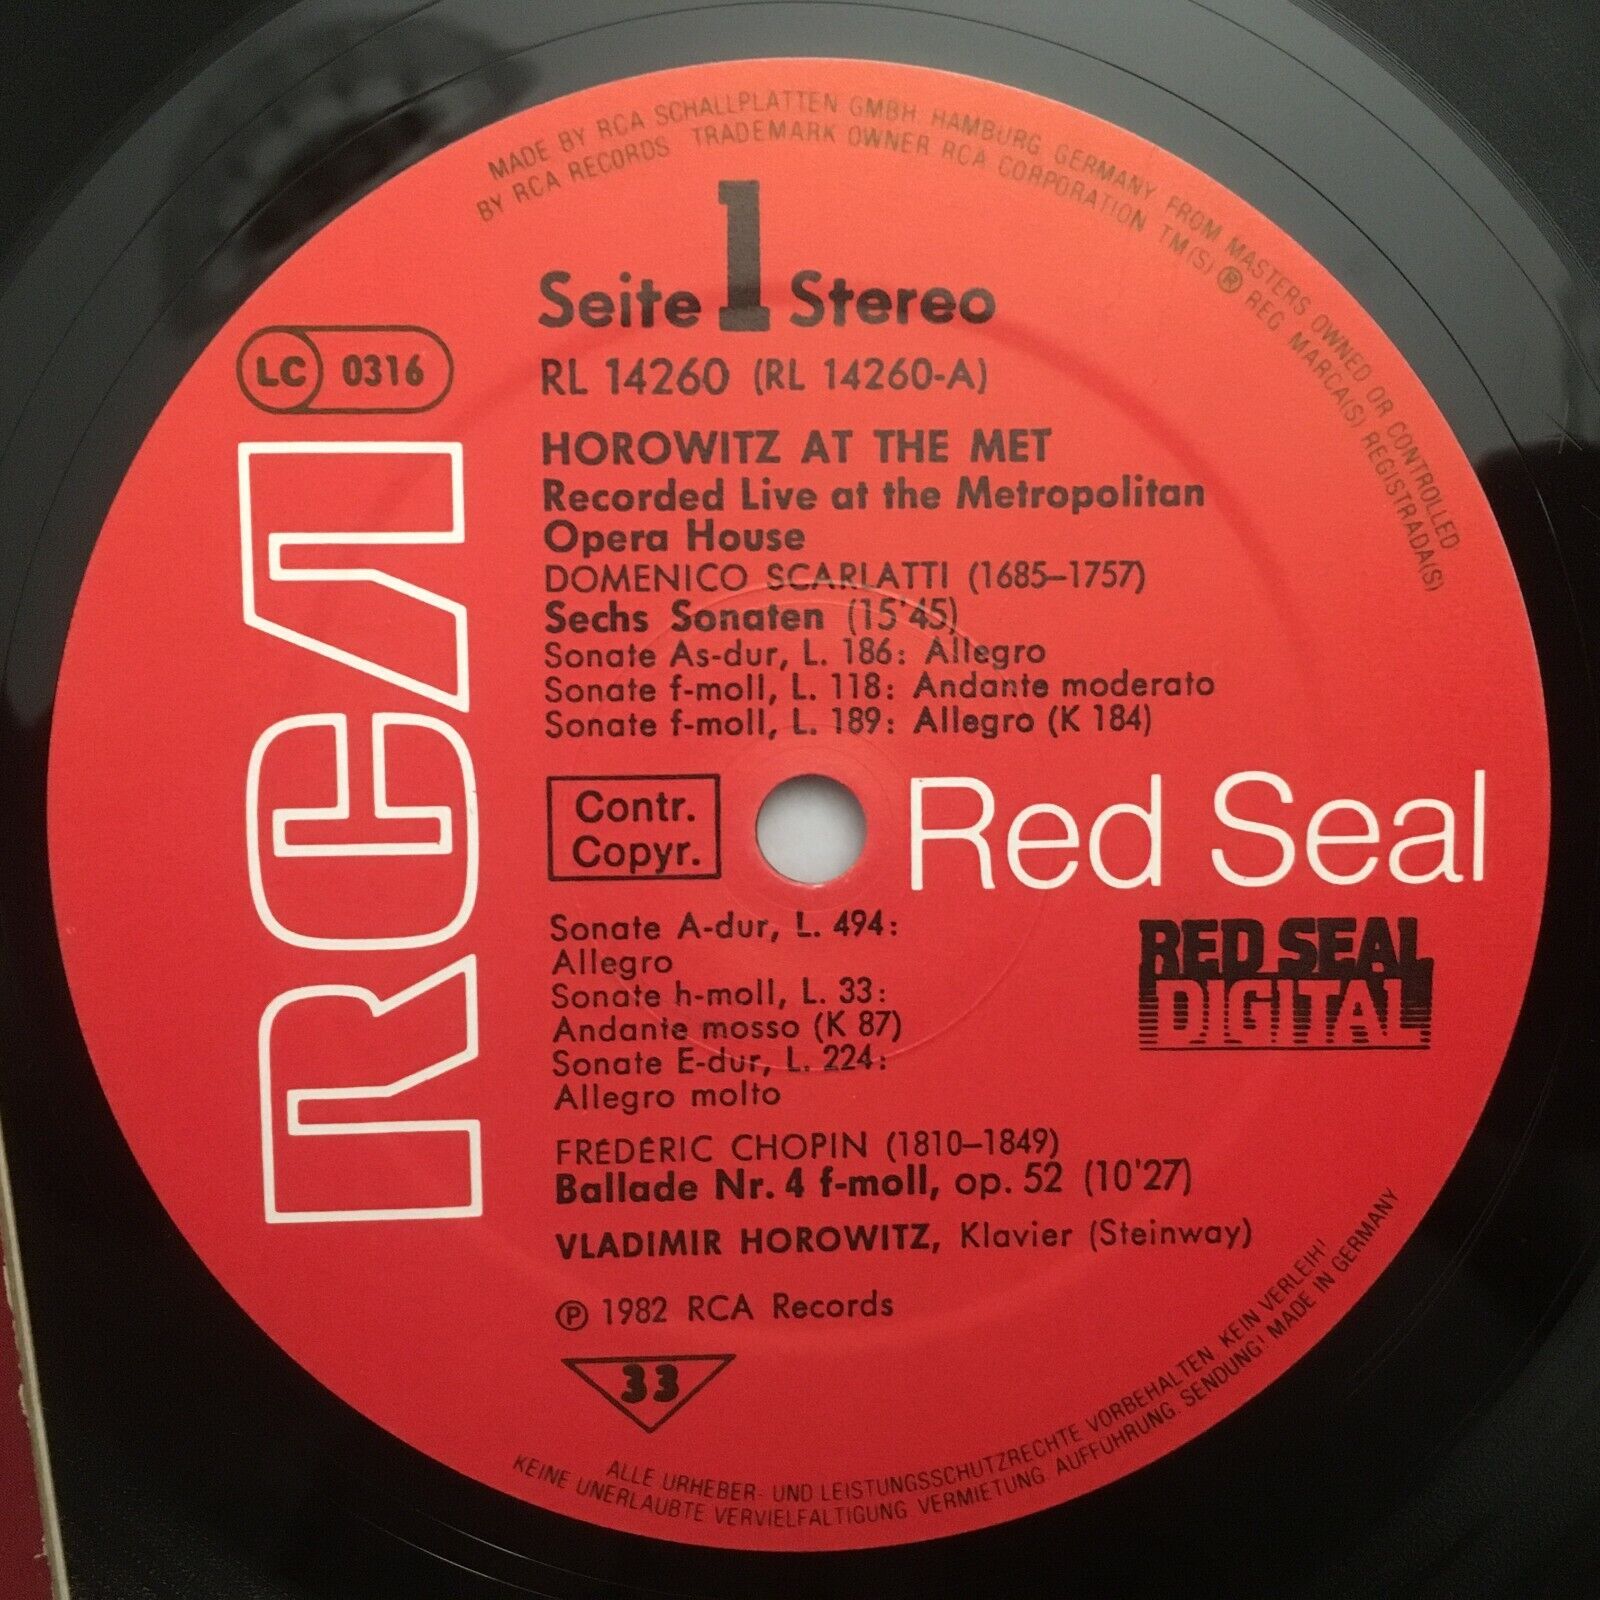 MADE BY RCA SCHALLPLATTEN GMBH. HAMBURG, GERMANY FROM MASTERS OWNED OR CONTROLLED
BY RCA RECORDS TRADEMARK OWNER RCA CORPORATION TM(S) ® REG MARCA(S) REGISTRADA(S)
Seite 1 Stereo
LC 0316
RL 14260 (RL 14260-A)
HOROWITZ AT THE MET
Recorded Live at the Metropolitan
Opera House
DOMENICO SCARLATTI (1685–1757)
Sechs Sonaten (15'45)
Sonate As-dur, L. 186: Allegro
Sonate f-moll, L. 118: Andante moderato
Sonate f-moll, L. 189: Allegro (K 184)
RCA
Contr.
Copyr.
Red Seal
Sonate A-dur, L. 494:
Allegro
Sonate h-moll, L. 33:
Andante mosso (K 87)
Sonate E-dur, L. 224:
Allegro molto
RED SEAL
DIGITAL
FRÉDÉRIC CHOPIN (1810–1849)
Ballade Nr. 4 f-moll, op. 52 (10'27)
VLADIMIR HOROWITZ, Klavier (Steinway)
℗ 1982 RCA Records
33
ALLE URHEBER- UND LEISTUNGSSCHUTZRECHTE VORBEHALTEN. KEIN VERLEIH!
KEINE UNERLAUBTE VERVIELFÄLTIGUNG VERMIETUNG. AUFFÜHRUNG. SENDUNG! MADE IN GERMANY